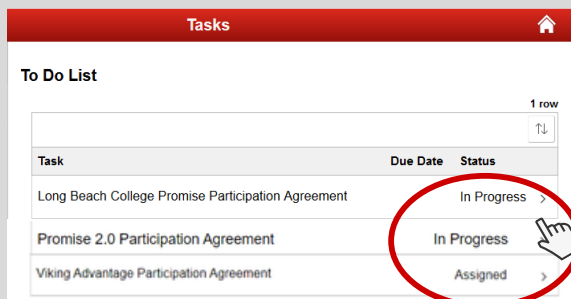 Tasks
To Do List
1 row
Task Due Date Status
Long Beach College Promise Participation Agreement In Progress
Promise 2.0 Participation Agreement In Progress
Viking Advantage Participation Agreement Assigned